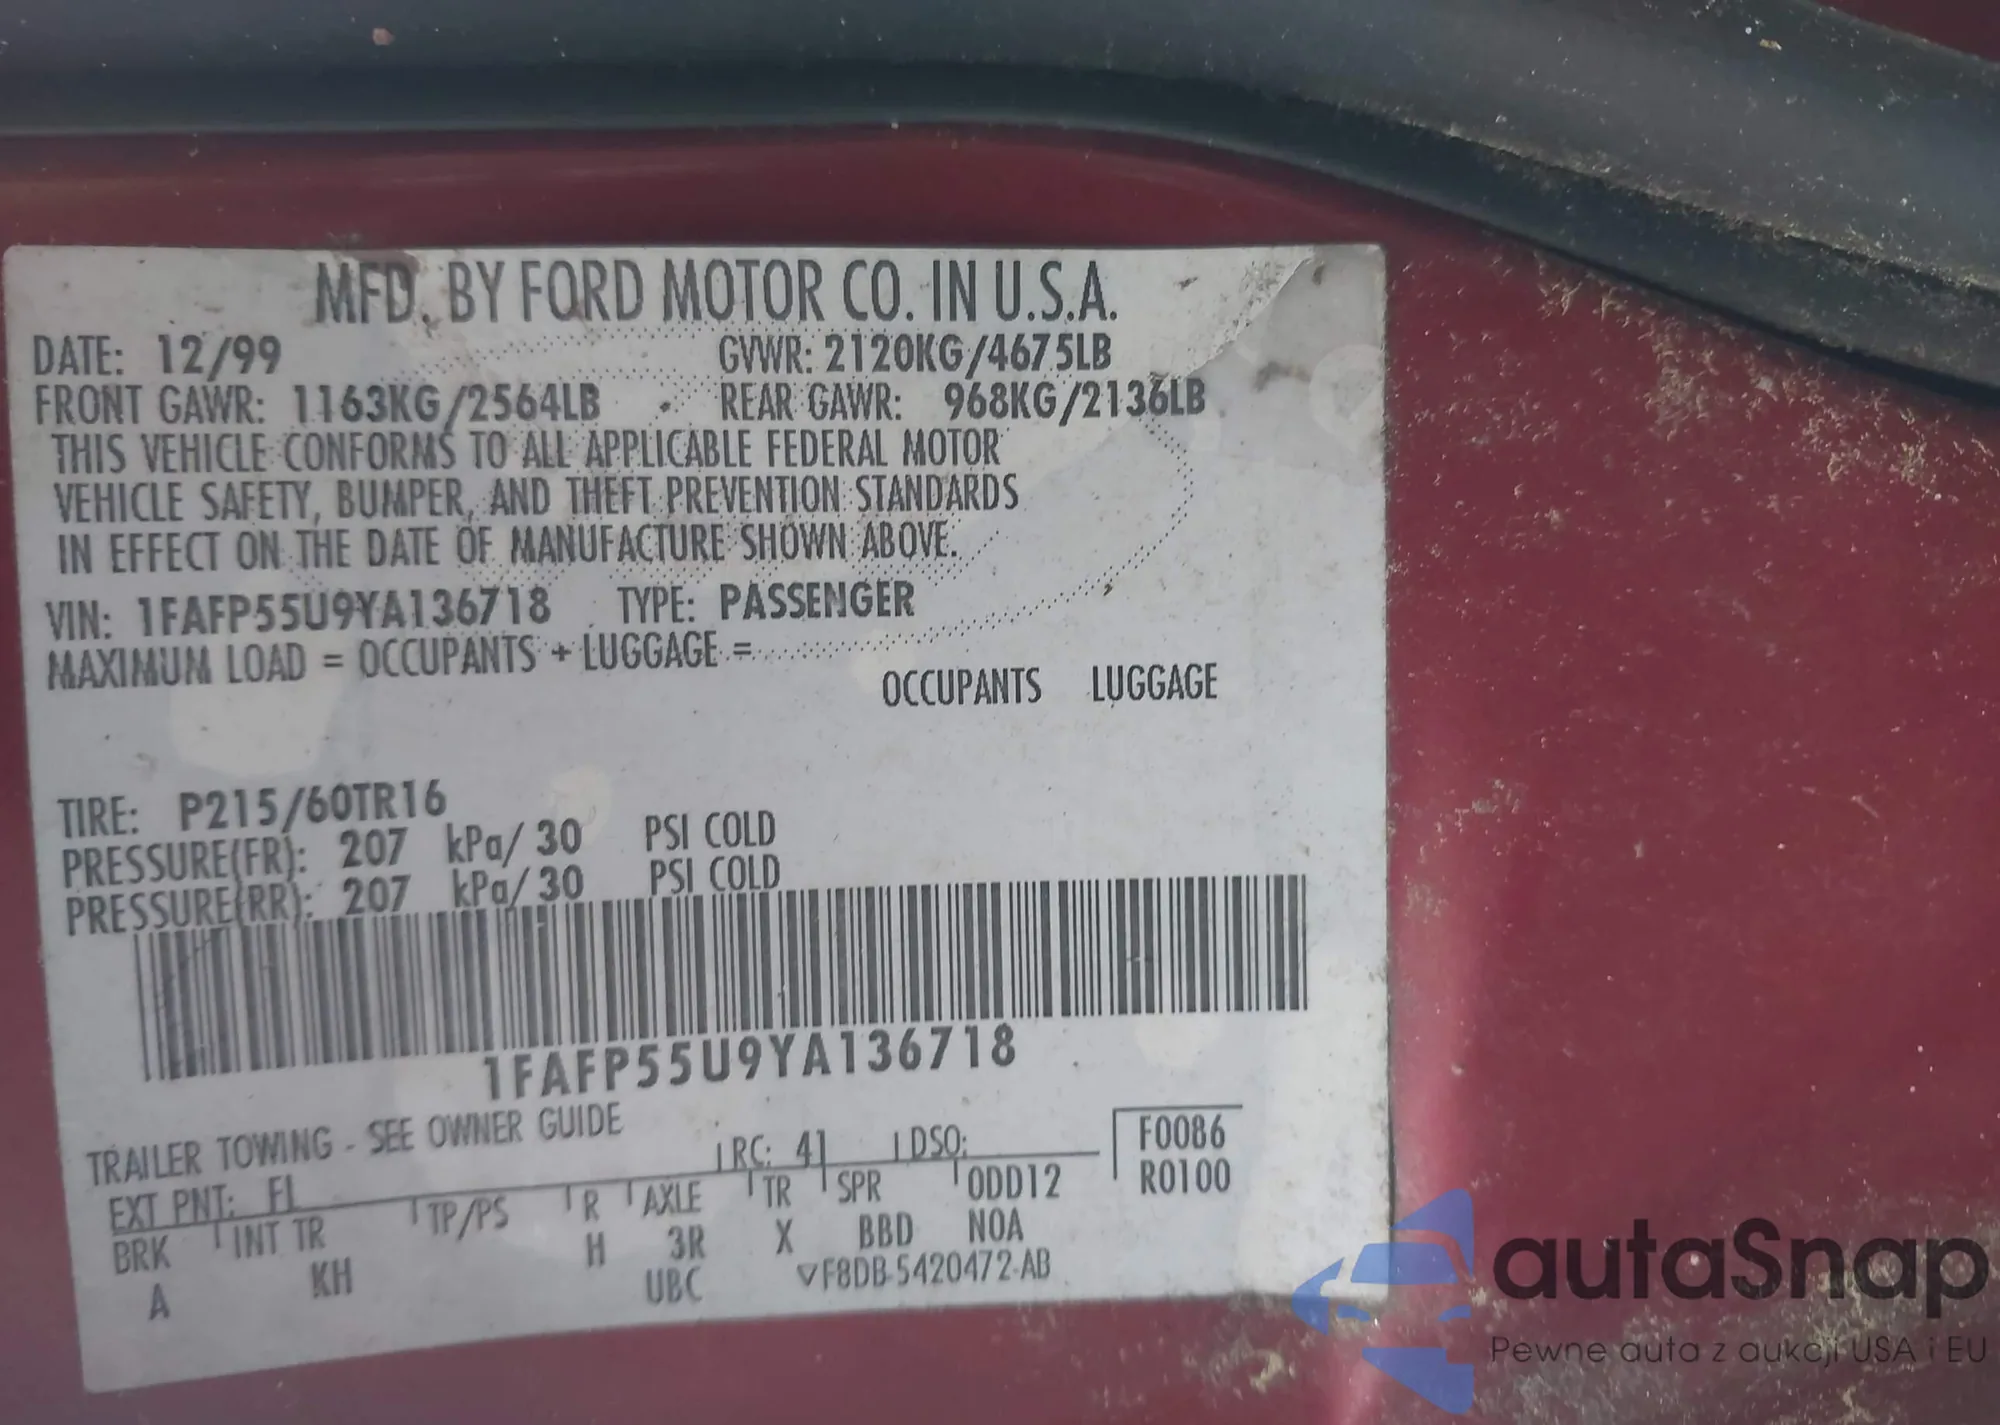 MFD. BY FORD MOTOR CO. IN U.S.A.
DATE: 12/99 GVWR: 2120KG/4675LB
FRONT GAWR: 1163KG/2564LB REAR GAWR: 968KG/2136LB
THIS VEHICLE CONFORMS TO ALL APPLICABLE FEDERAL MOTOR
VEHICLE SAFETY, BUMPER, AND THEFT PREVENTION STANDARDS
IN EFFECT ON THE DATE OF MANUFACTURE SHOWN ABOVE.
VIN: 1FAFP55U9YA136718 TYPE: PASSENGER
MAXIMUM LOAD = OCCUPANTS + LUGGAGE =
OCCUPANTS LUGGAGE
TIRE: P215/60TR16
PRESSURE(FR): 207 kPa/ 30 PSI COLD
PRESSURE(RR): 207 kPa/ 30 PSI COLD
1FAFP55U9YA136718
TRAILER TOWING - SEE OWNER GUIDE
EXT PNT: FL RC: 41 DSO: F0086
BRK INT TR TP/PS R AXLE TR SPR ODD12 R0100
A KH H 3R X BBD NOA
UBC ▽F8DB-5420472-AB
autaSnap
Pewne auta z aukcji USA i EU